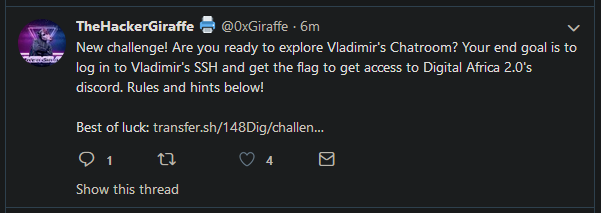 TheHackerGiraffe @0xGiraffe · 6m
New challenge! Are you ready to explore Vladimir's Chatroom? Your end goal is to
log in to Vladimir's SSH and get the flag to get access to Digital Africa 2.0's
discord. Rules and hints below!
Best of luck: transfer.sh/148Dig/challen...
1 4
Show this thread